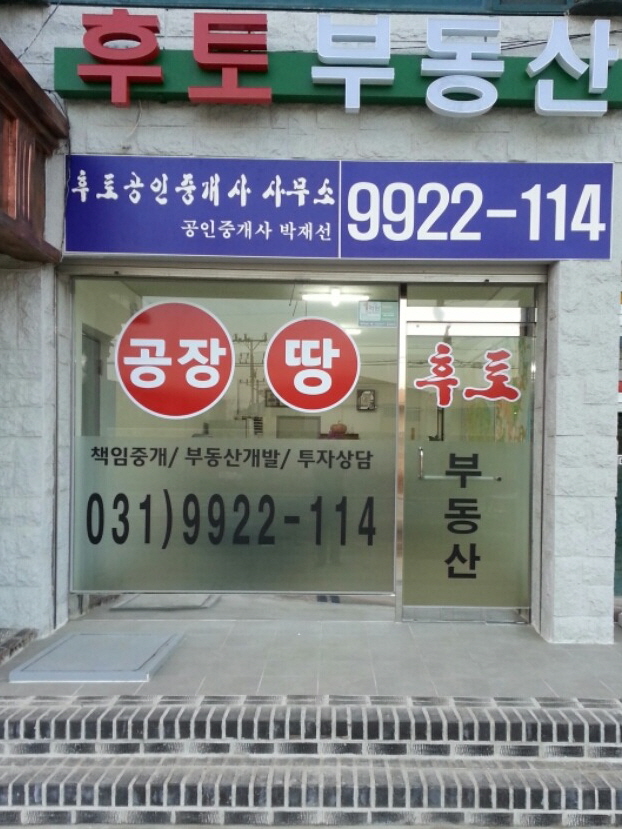 후토 부동산
후토공인중개사 사무소
공인중개사 박재선
9922-114
공장 땅
책임중개/ 부동산개발/ 투자상담
031)9922-114
후토
부동산